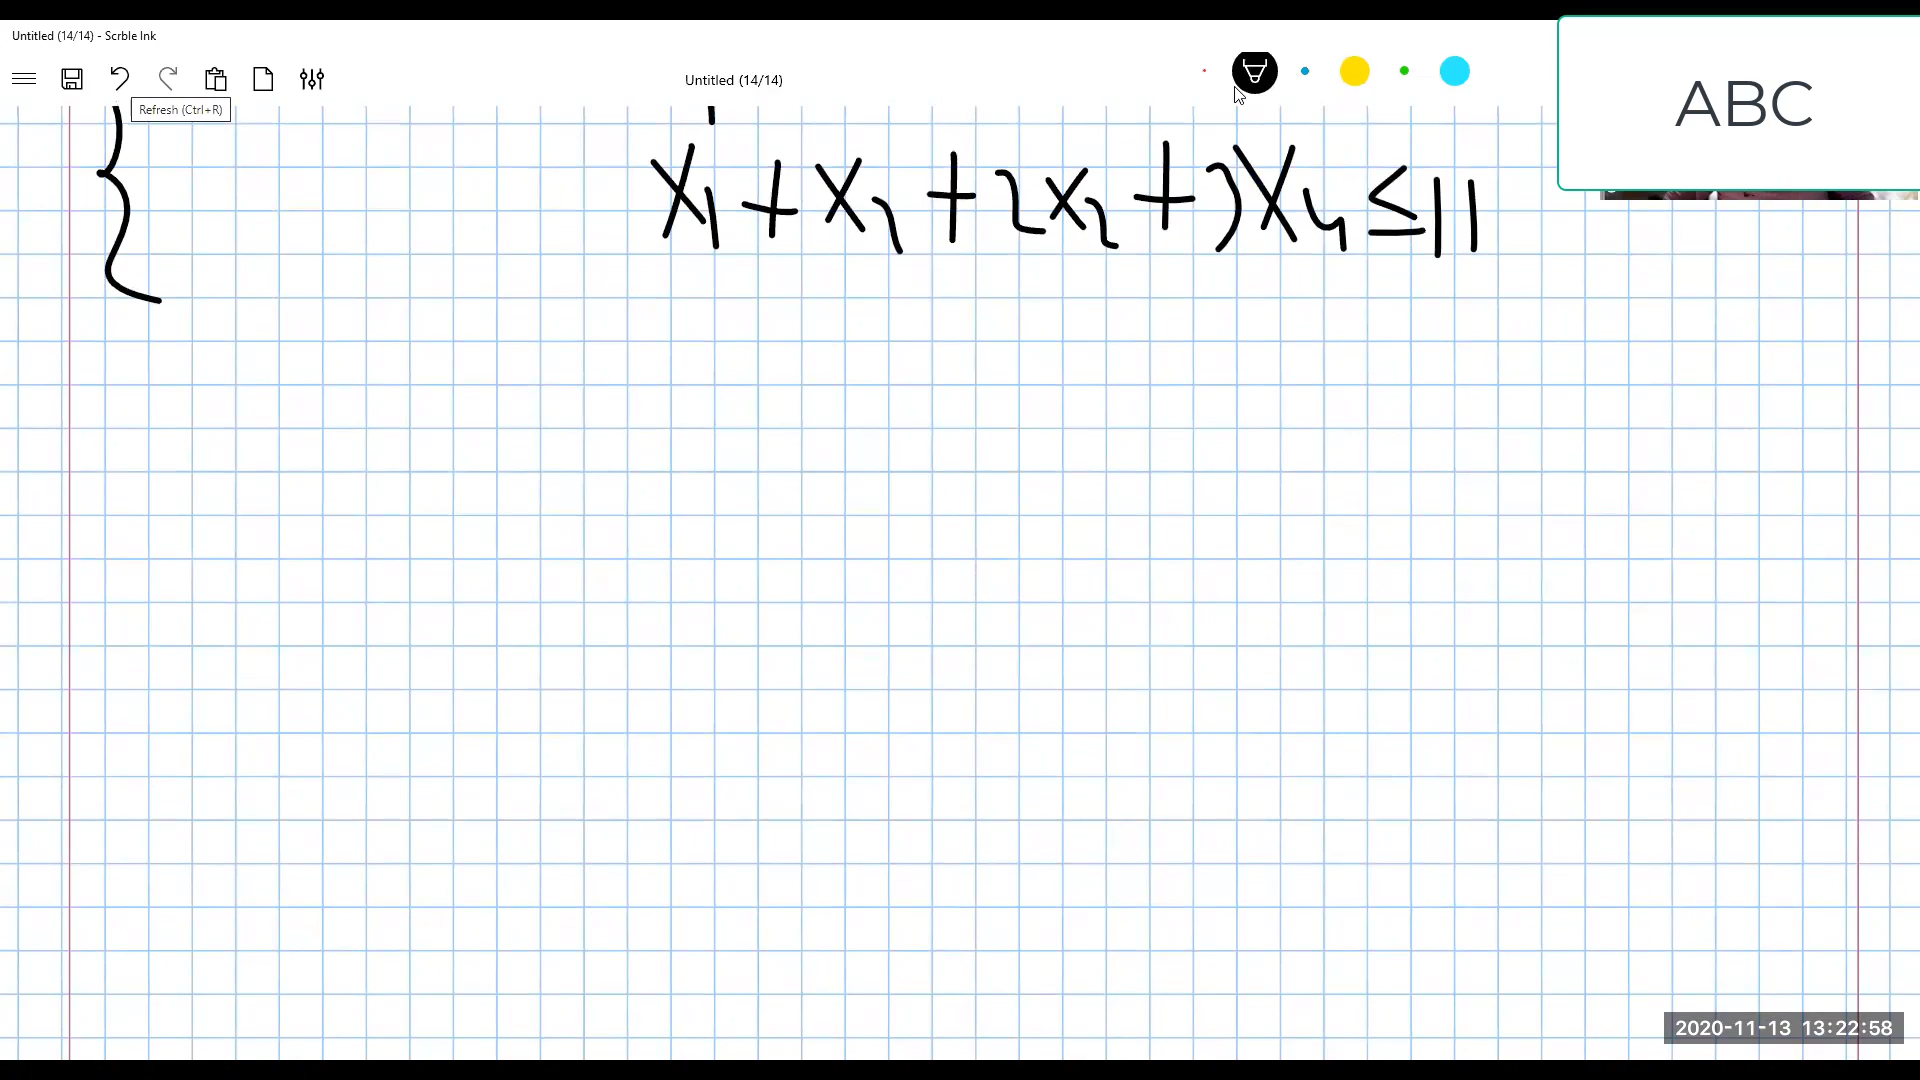 Untitled (14/14) - Scrble Ink
Untitled (14/14)
Refresh (Ctrl+R)
ABC
X₁ + X₂ + 2X₂ + 3X₄ ≤ 11
2020-11-13 13:22:58